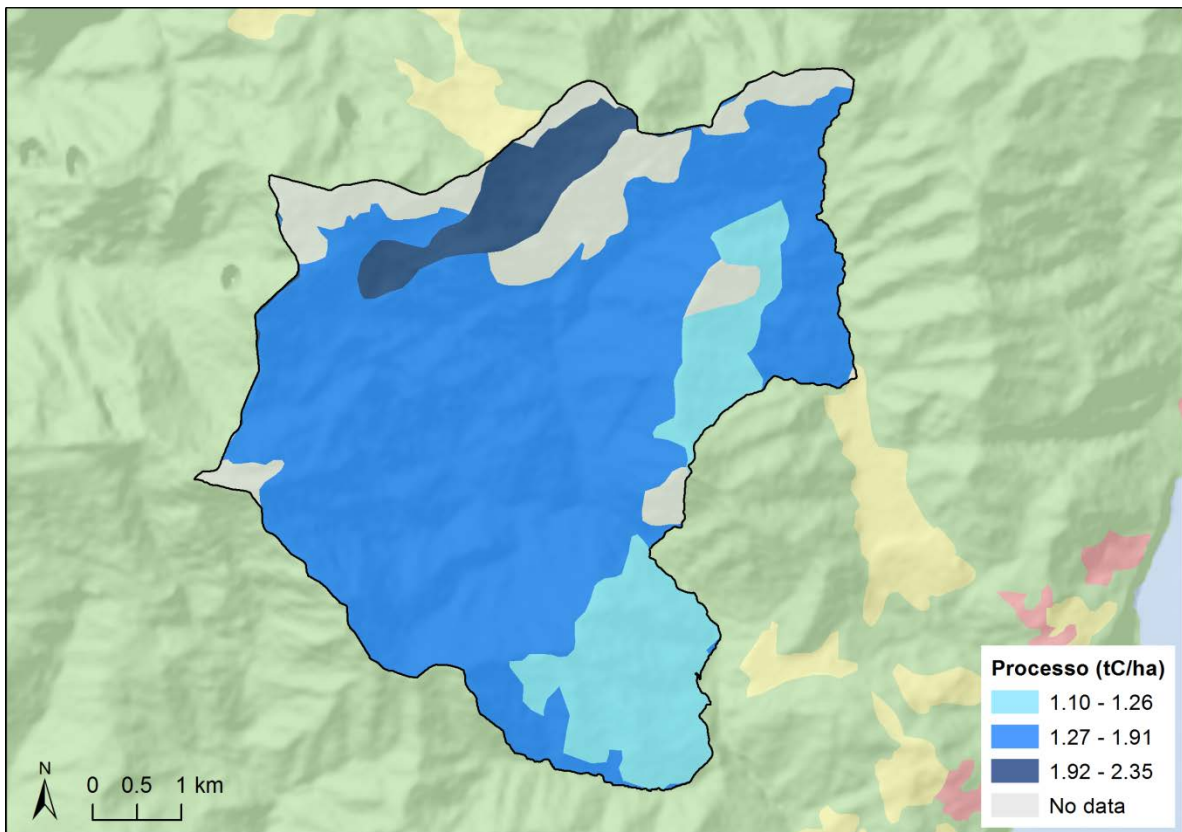 Processo (tC/ha)
1.10 - 1.26
1.27 - 1.91
1.92 - 2.35
No data
N
0 0.5 1 km